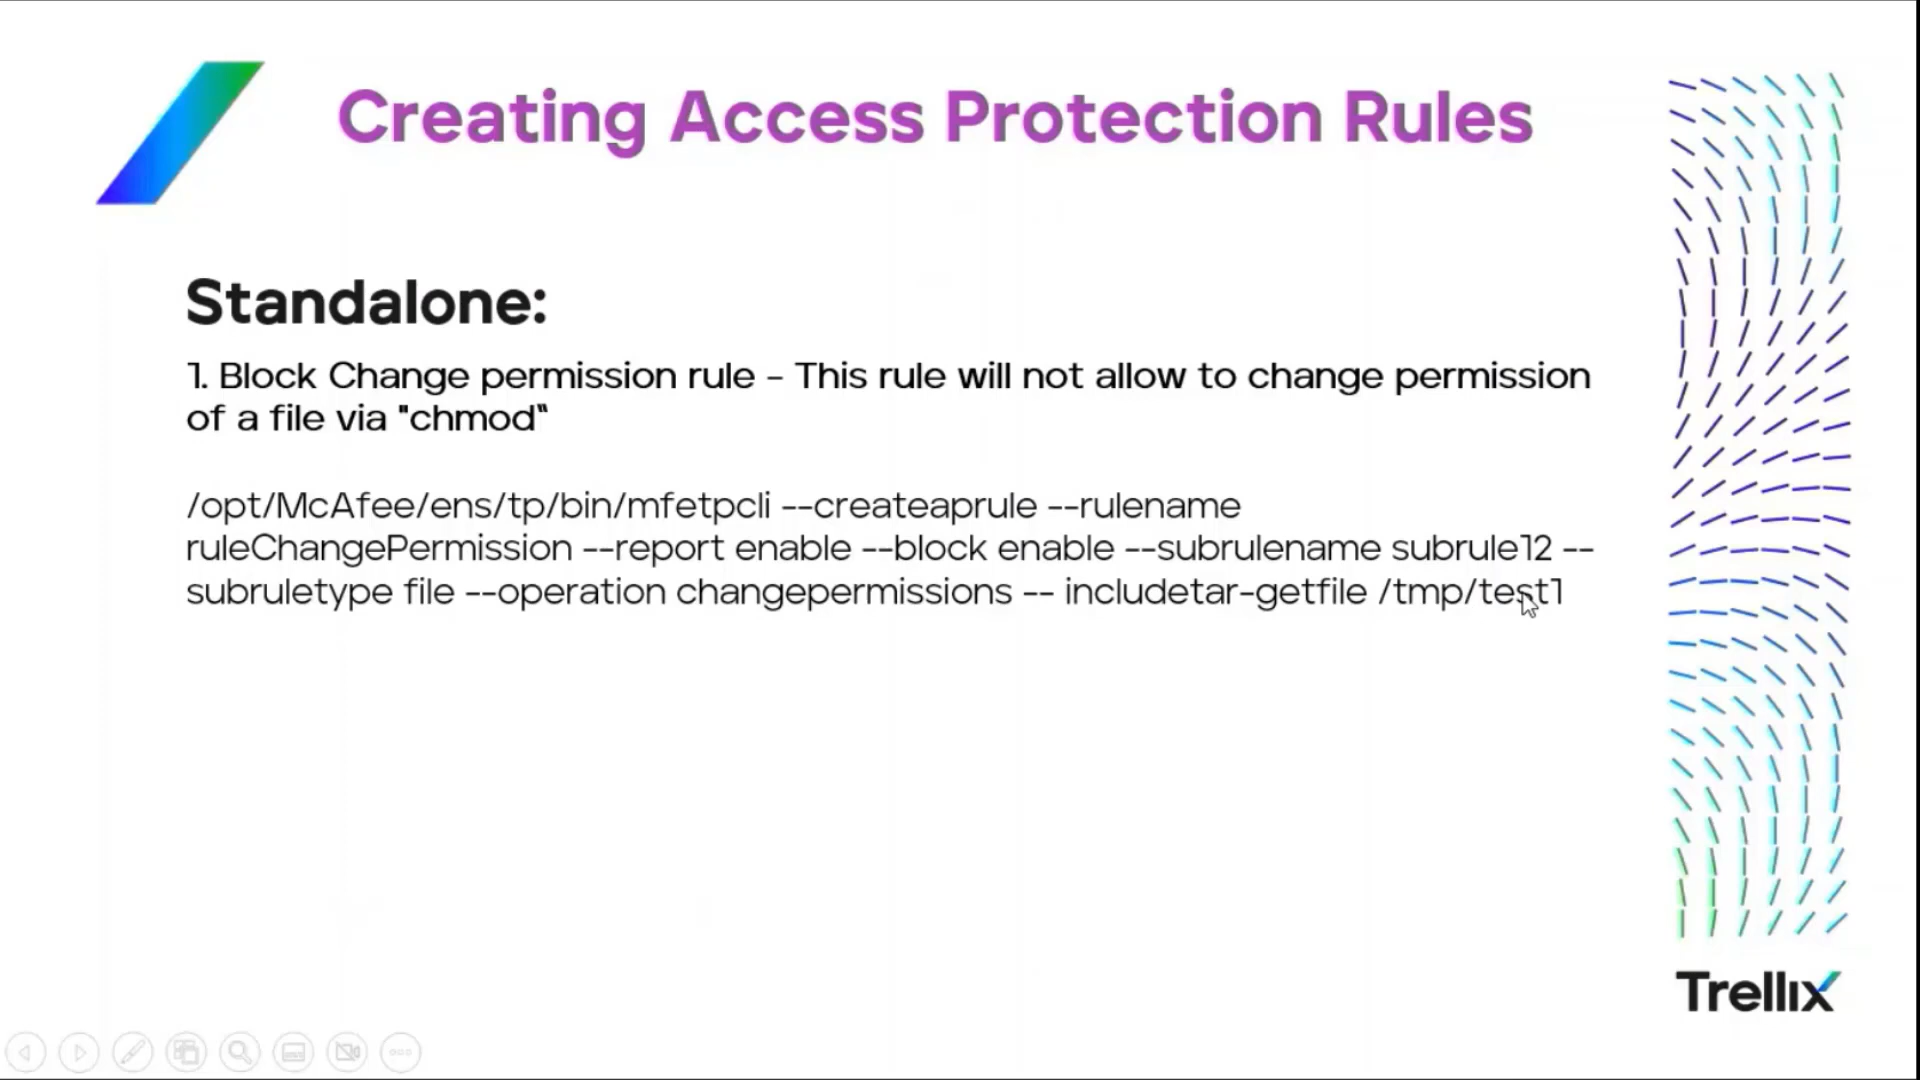 Creating Access Protection Rules
Standalone:
1. Block Change permission rule – This rule will not allow to change permission
of a file via "chmod“
/opt/McAfee/ens/tp/bin/mfetpcli --createaprule --rulename
ruleChangePermission --report enable --block enable --subrulename subrule12 --
subruletype file --operation changepermissions -- includetar-getfile /tmp/test1
Trellix